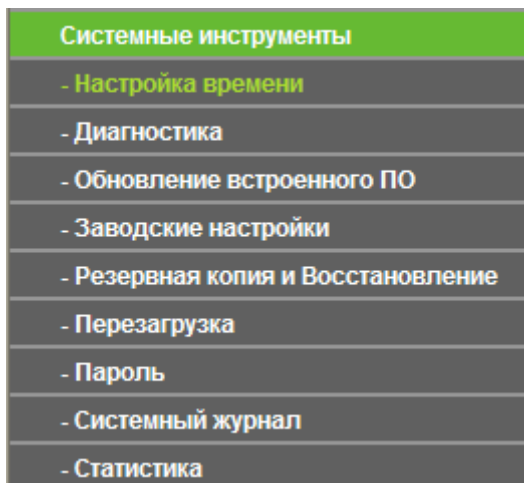 Системные инструменты
- Настройка времени
- Диагностика
- Обновление встроенного ПО
- Заводские настройки
- Резервная копия и Восстановление
- Перезагрузка
- Пароль
- Системный журнал
- Статистика